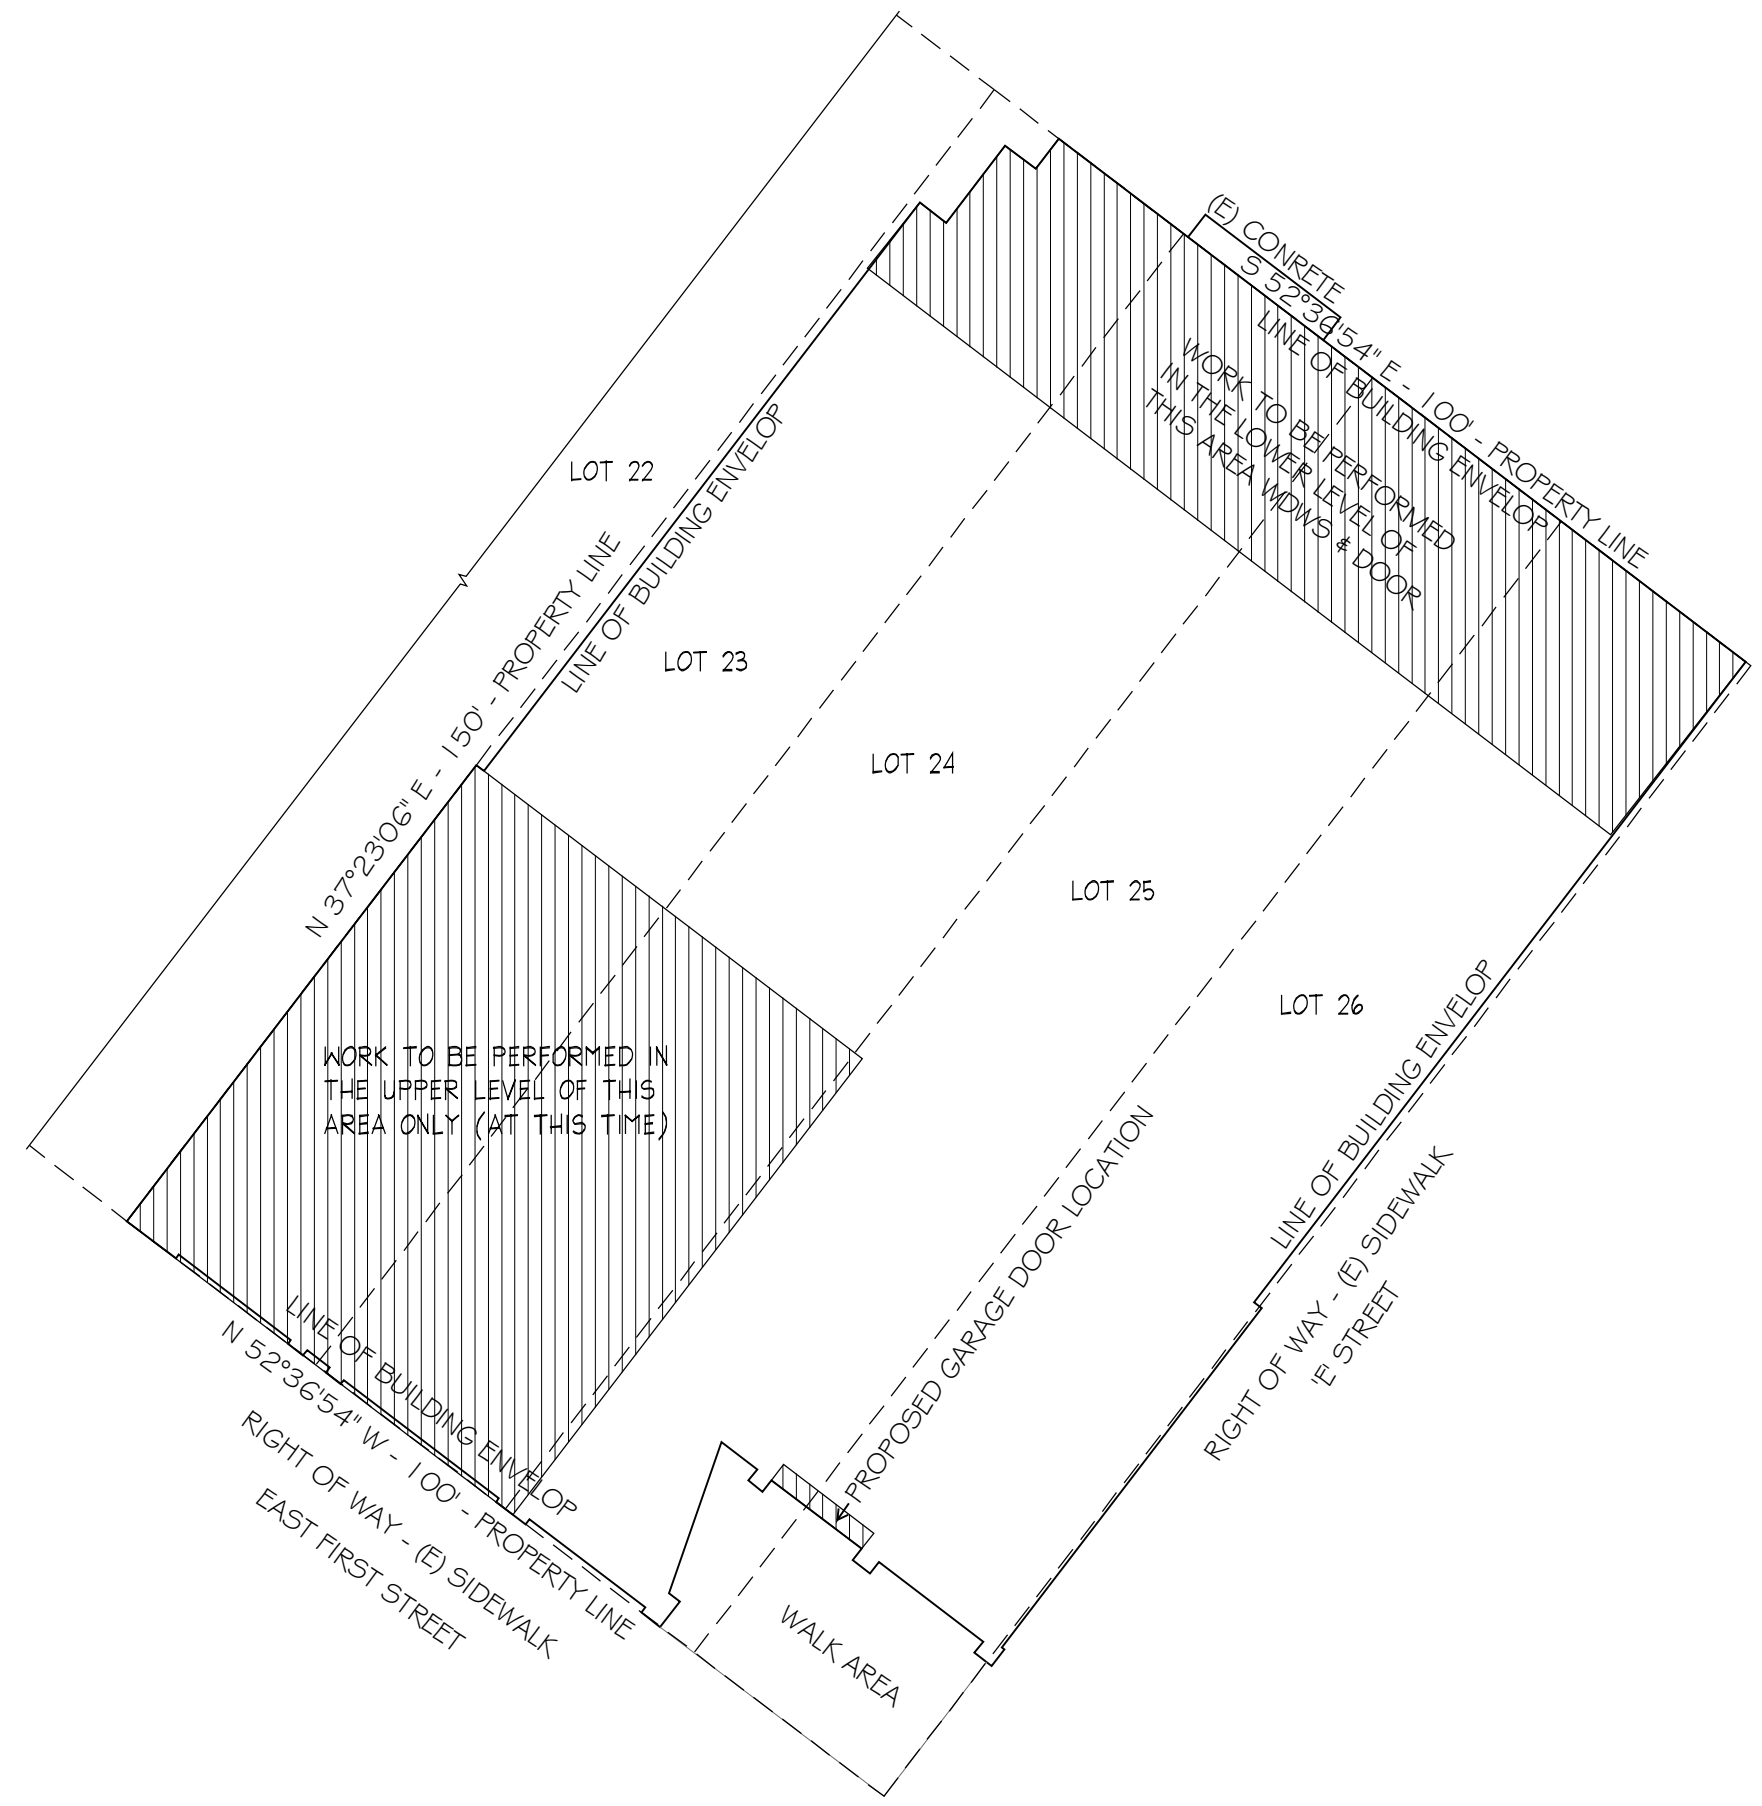 (E) CONRETE
S 52°36'54" E - 100' - PROPERTY LINE
LINE OF BUILDING ENVELOP
WORK TO BE PERFORMED
IN THE LOWER LEVEL OF
THIS AREA WDWS & DOOR
LOT 22
LINE OF BUILDING ENVELOP
N 37°23'06" E - 150' - PROPERTY LINE
LOT 23
LOT 24
LOT 25
LOT 26
WORK TO BE PERFORMED IN
THE UPPER LEVEL OF THIS
AREA ONLY (AT THIS TIME)
LINE OF BUILDING ENVELOP
RIGHT OF WAY - (E) SIDEWALK
'E' STREET
PROPOSED GARAGE DOOR LOCATION
LINE OF BUILDING ENVELOP
N 52°36'54" W - 100' - PROPERTY LINE
RIGHT OF WAY - (E) SIDEWALK
EAST FIRST STREET
WALK AREA